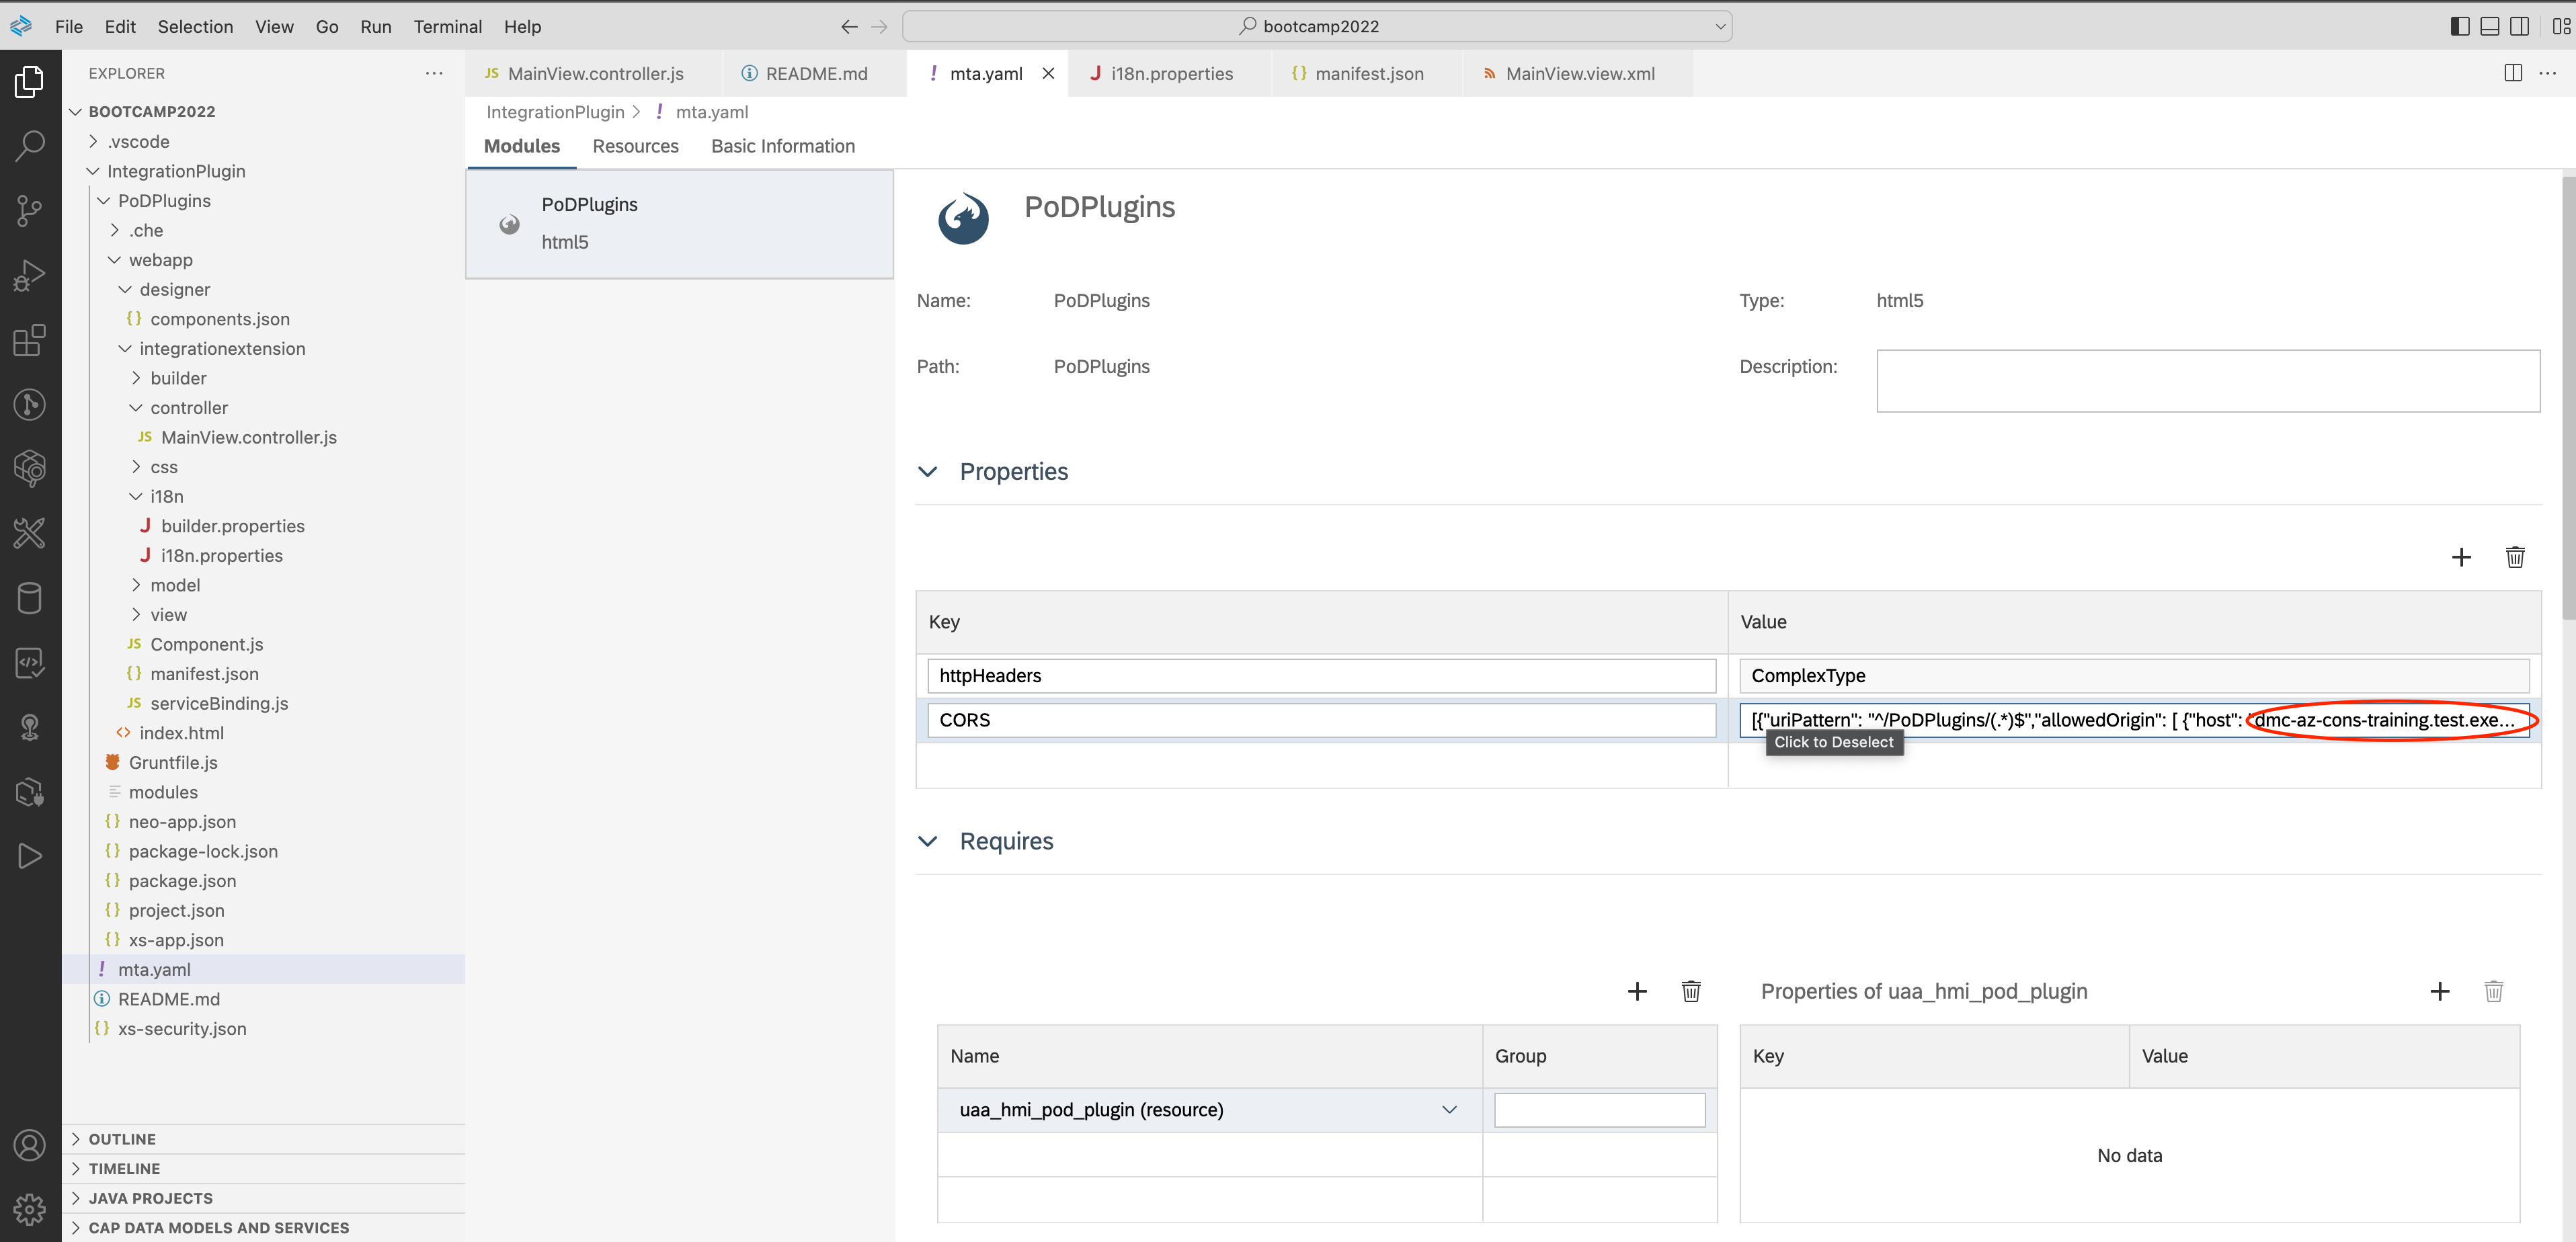 File Edit Selection View Go Run Terminal Help
bootcamp2022
EXPLORER
JS MainView.controller.js
README.md
! mta.yaml
J i18n.properties
{} manifest.json
MainView.view.xml
IntegrationPlugin > ! mta.yaml
Modules Resources Basic Information
BOOTCAMP2022
.vscode
IntegrationPlugin
PoDPlugins
.che
webapp
designer
{} components.json
integrationextension
builder
controller
JS MainView.controller.js
css
i18n
J builder.properties
J i18n.properties
model
view
JS Component.js
{} manifest.json
JS serviceBinding.js
<> index.html
Gruntfile.js
modules
{} neo-app.json
{} package-lock.json
{} package.json
{} project.json
{} xs-app.json
! mta.yaml
README.md
{} xs-security.json
OUTLINE
TIMELINE
JAVA PROJECTS
CAP DATA MODELS AND SERVICES
PoDPlugins
html5
PoDPlugins
Name: PoDPlugins
Type: html5
Path: PoDPlugins
Description:
Properties
Key Value
httpHeaders ComplexType
CORS [{"uriPattern": "^/PoDPlugins/(.*)$","allowedOrigin": [ {"host": "dmc-az-cons-training.test.exe...
Click to Deselect
Requires
Properties of uaa_hmi_pod_plugin
Name Group
Key Value
uaa_hmi_pod_plugin (resource)
No data